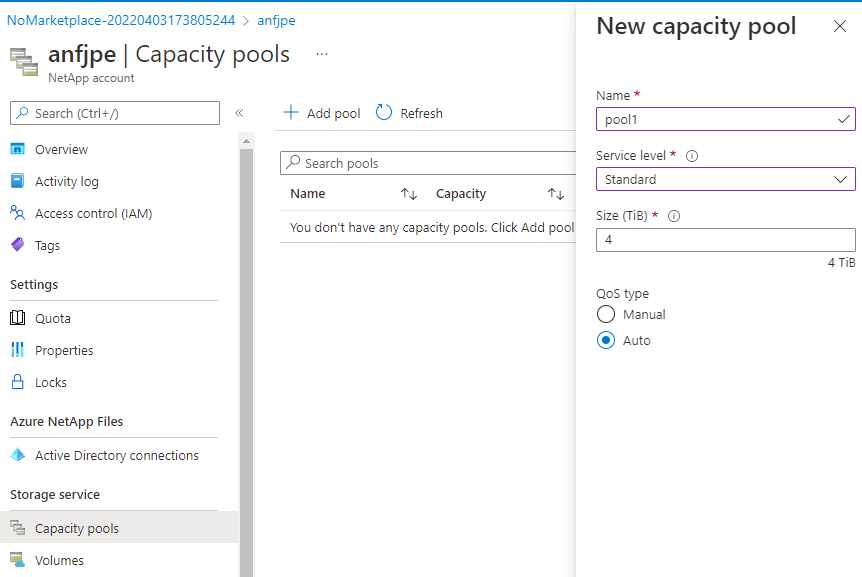 NoMarketplace-20220403173805244 > anfjpe
anfjpe | Capacity pools ...
NetApp account
Search (Ctrl+/)
«
Overview
Activity log
Access control (IAM)
Tags
Settings
Quota
Properties
Locks
Azure NetApp Files
Active Directory connections
Storage service
Capacity pools
Volumes
+ Add pool Refresh
Search pools
Name ↑↓ Capacity ↑↓
You don't have any capacity pools. Click Add pool
New capacity pool
Name *
pool1
Service level *
Standard
Size (TiB) *
4
4 TiB
QoS type
Manual
Auto